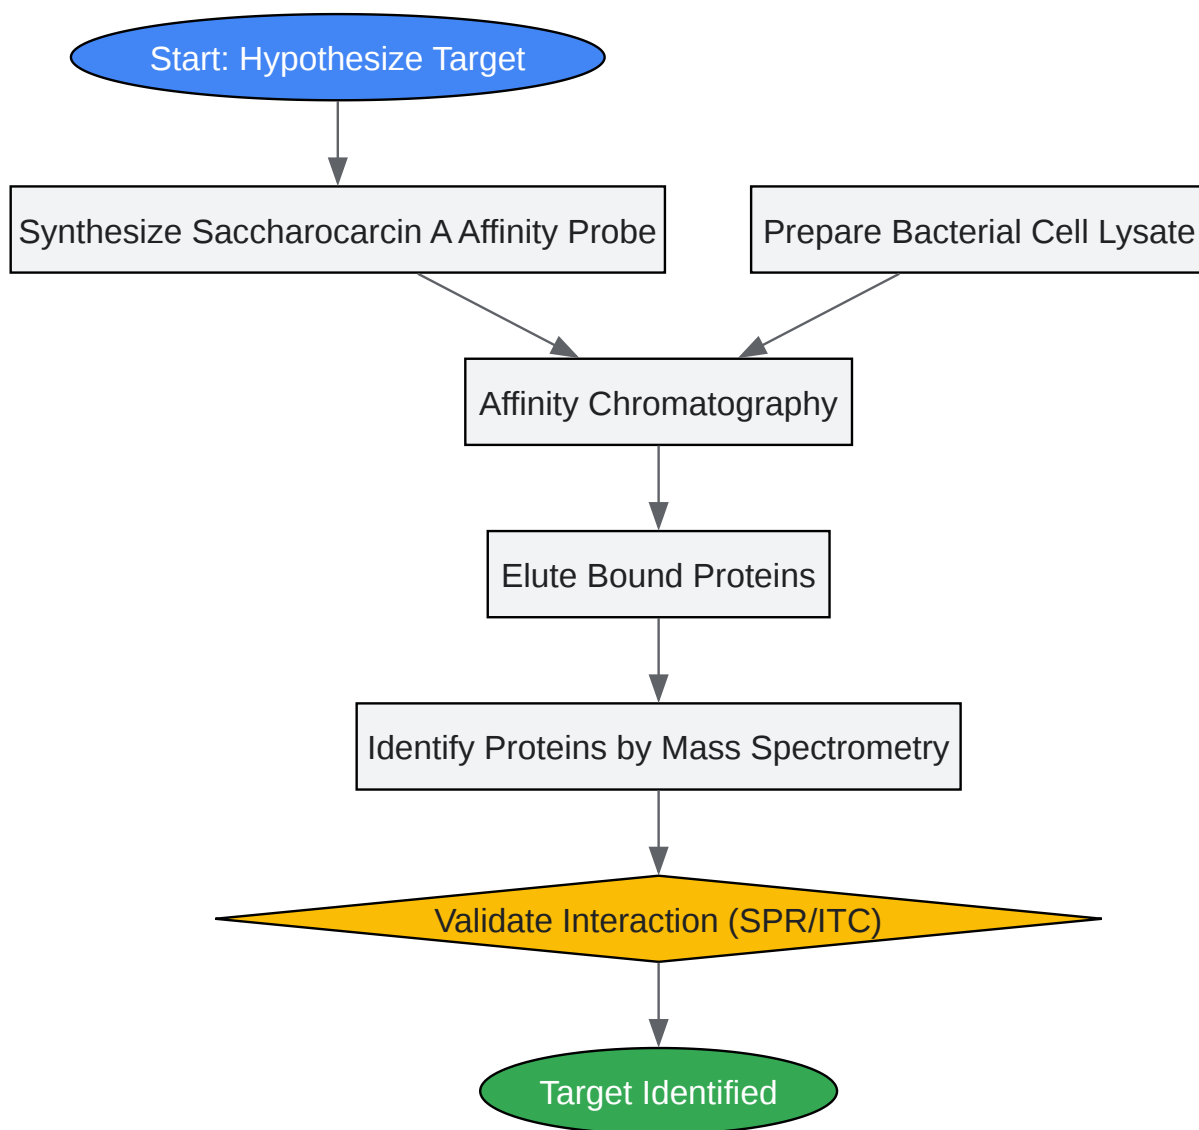 Start: Hypothesize Target
Synthesize Saccharocarcin A Affinity Probe
Prepare Bacterial Cell Lysate
Affinity Chromatography
Elute Bound Proteins
Identify Proteins by Mass Spectrometry
Validate Interaction (SPR/ITC)
Target Identified